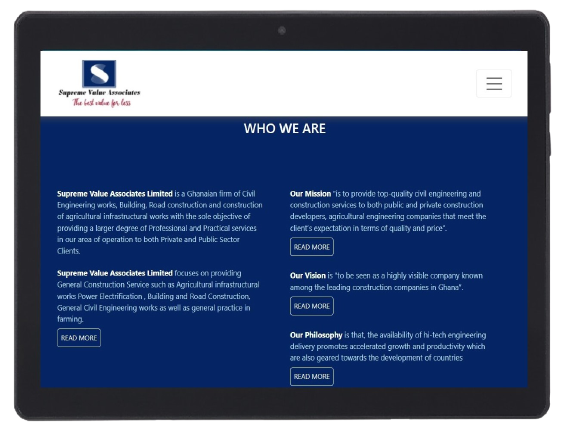 Supreme Value Associates
The best value for less
WHO WE ARE
Supreme Value Associates Limited is a Ghanaian firm of Civil
Engineering works, Building, Road construction and construction
of agricultural infrastructural works with the sole objective of
providing a larger degree of Professional and Practical services
in our area of operation to both Private and Public Sector
Clients.
Supreme Value Associates Limited focuses on providing
General Construction Service such as Agricultural infrastructural
works Power Electrification , Building and Road Construction,
General Civil Engineering works as well as general practice in
farming.
READ MORE
Our Mission "is to provide top-quality civil engineering and
construction services to both public and private construction
developers, agricultural engineering companies that meet the
client's expectation in terms of quality and price".
READ MORE
Our Vision is "to be seen as a highly visible company known
among the leading construction companies in Ghana".
READ MORE
Our Philosophy is that, the availability of hi-tech engineering
delivery promotes accelerated growth and productivity which
are also geared towards the development of countries
READ MORE